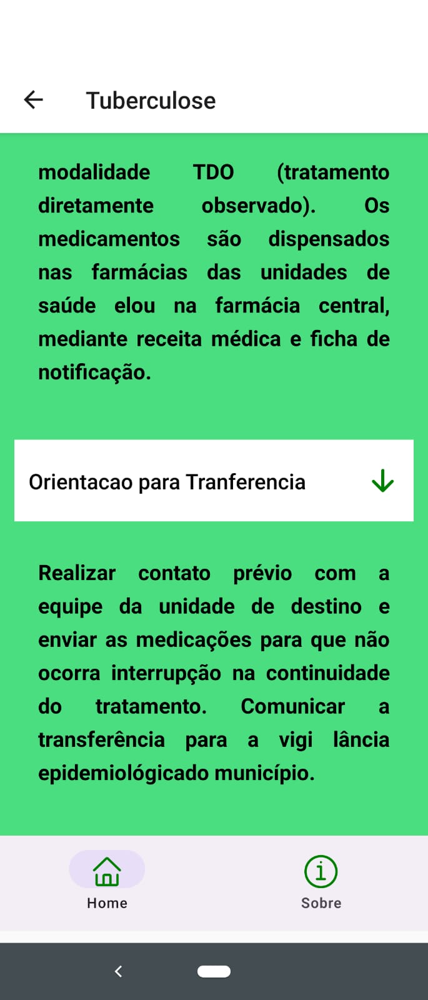 Tuberculose
modalidade TDO (tratamento
diretamente observado). Os
medicamentos são dispensados
nas farmácias das unidades de
saúde elou na farmácia central,
mediante receita médica e ficha de
notificação.
Orientacao para Tranferencia
Realizar contato prévio com a
equipe da unidade de destino e
enviar as medicações para que não
ocorra interrupção na continuidade
do tratamento. Comunicar a
transferência para a vigi lância
epidemiológicado município.
Home
Sobre